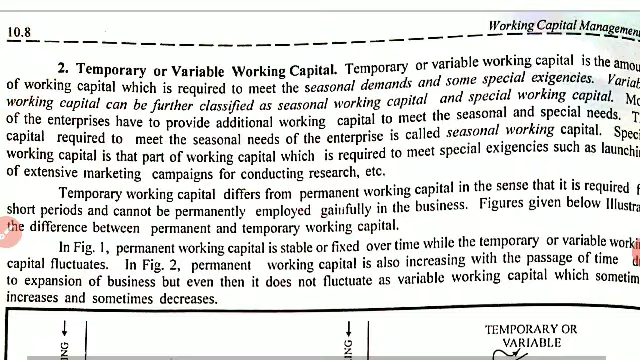 10.8
Working Capital Management
2. Temporary or Variable Working Capital. Temporary or variable working capital is the amou
of working capital which is required to meet the seasonal demands and some special exigencies. Variab
working capital can be further classified as seasonal working capital and special working capital. Mo
of the enterprises have to provide additional working capital to meet the seasonal and special needs. T
capital required to meet the seasonal needs of the enterprise is called seasonal working capital. Speci
working capital is that part of working capital which is required to meet special exigencies such as launchi
of extensive marketing campaigns for conducting research, etc.
Temporary working capital differs from permanent working capital in the sense that it is required f
short periods and cannot be permanently employed gainfully in the business. Figures given below Illustra
the difference between permanent and temporary working capital.
In Fig. 1, permanent working capital is stable or fixed over time while the temporary or variable worki
capital fluctuates. In Fig. 2, permanent working capital is also increasing with the passage of time d
to expansion of business but even then it does not fluctuate as variable working capital which sometim
increases and sometimes decreases.
TEMPORARY OR
VARIABLE
ING
ING